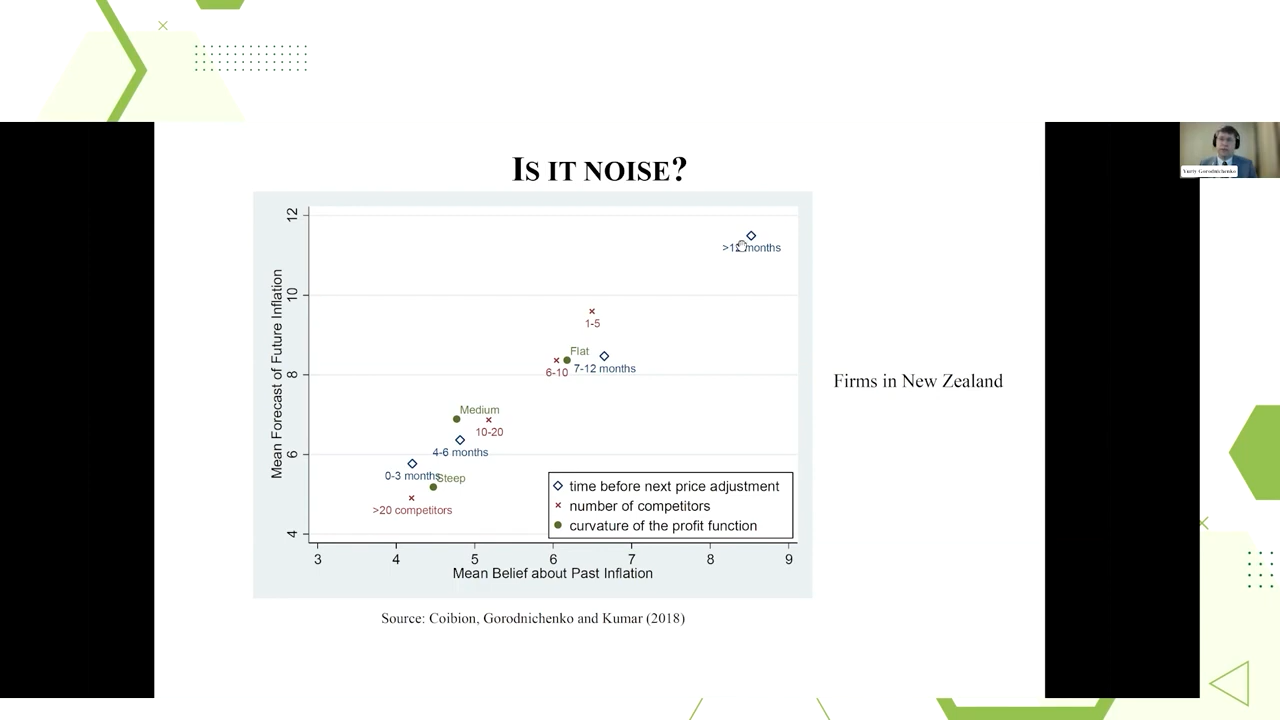 IS IT NOISE?
Yuriy Gorodnichenko
Mean Forecast of Future Inflation
12
10
8
6
4
>12 months
1-5
Flat
6-10
7-12 months
Medium
10-20
4-6 months
0-3 months
Steep
>20 competitors
time before next price adjustment
number of competitors
curvature of the profit function
3 4 5 6 7 8 9
Mean Belief about Past Inflation
Firms in New Zealand
Source: Coibion, Gorodnichenko and Kumar (2018)